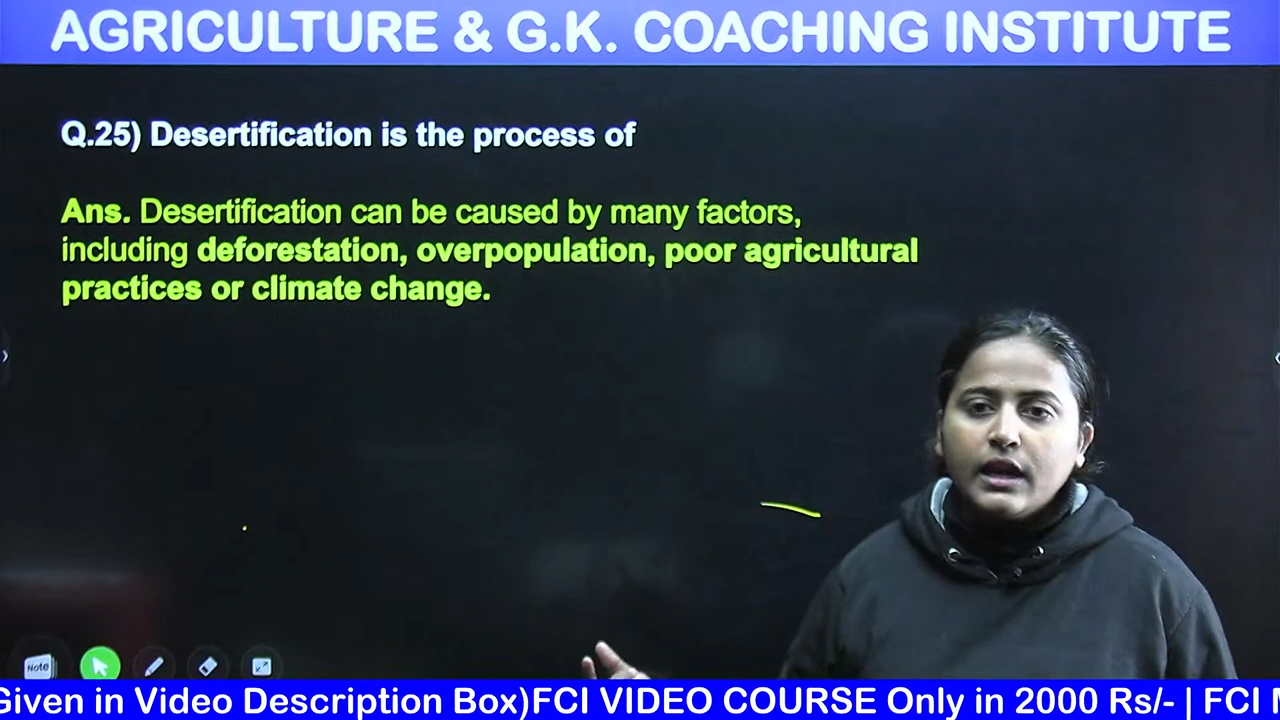 AGRICULTURE & G.K. COACHING INSTITUTE
Q.25) Desertification is the process of
Ans. Desertification can be caused by many factors,
including deforestation, overpopulation, poor agricultural
practices or climate change.
Note
Given in Video Description Box)FCI VIDEO COURSE Only in 2000 Rs/- | FCI